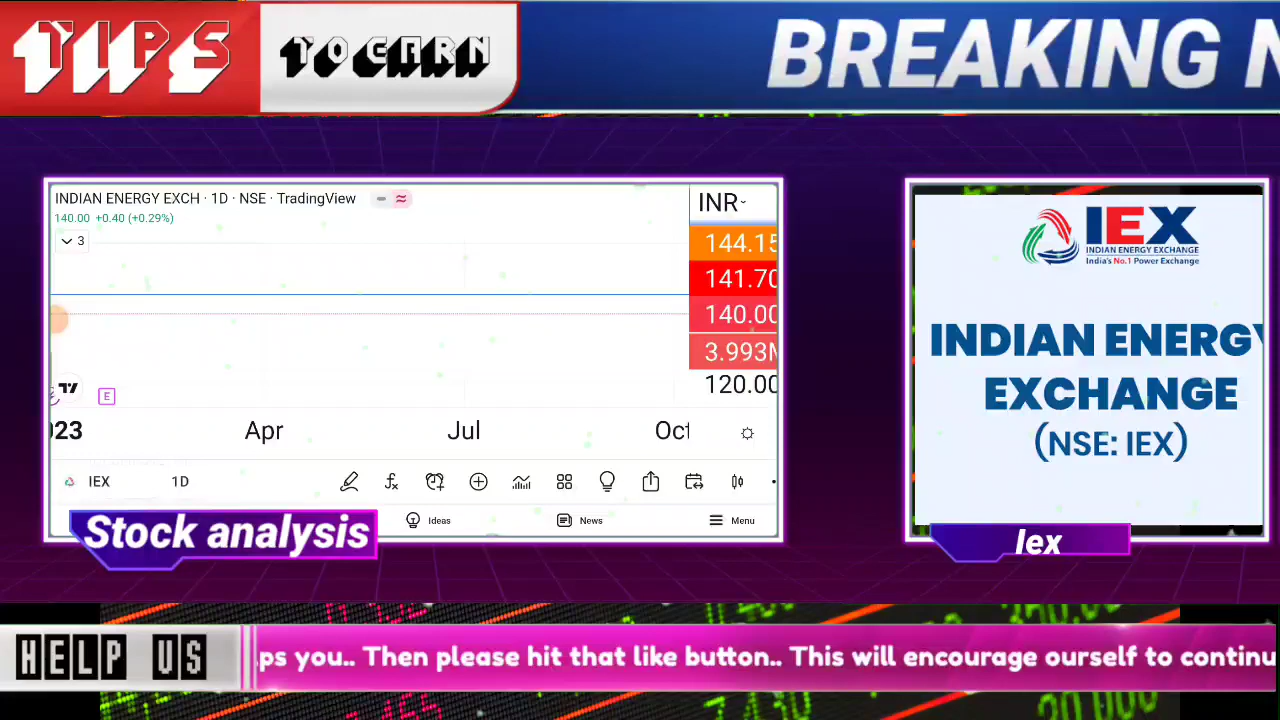 TIPS
TO EARN
BREAKING N
INDIAN ENERGY EXCH · 1D · NSE · TradingView
140.00 +0.40 (+0.29%)
3
INR
144.15
141.70
140.00
3.993M
120.00
E
023
Apr
Jul
Oct
IEX
1D
Ideas
News
Menu
Stock analysis
IEX
INDIAN ENERGY EXCHANGE
India's No.1 Power Exchange
INDIAN ENERGY
EXCHANGE
(NSE: IEX)
Iex
HELP US
ps you.. Then please hit that like button.. This will encourage ourself to continu